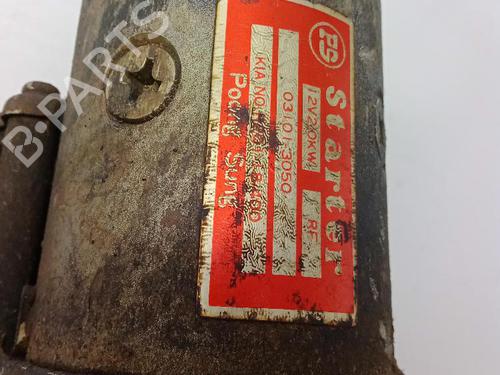 PS
Starter
12V2.0KW RF
03101-3050
KIA NO
Poong Sung
B-PARTS